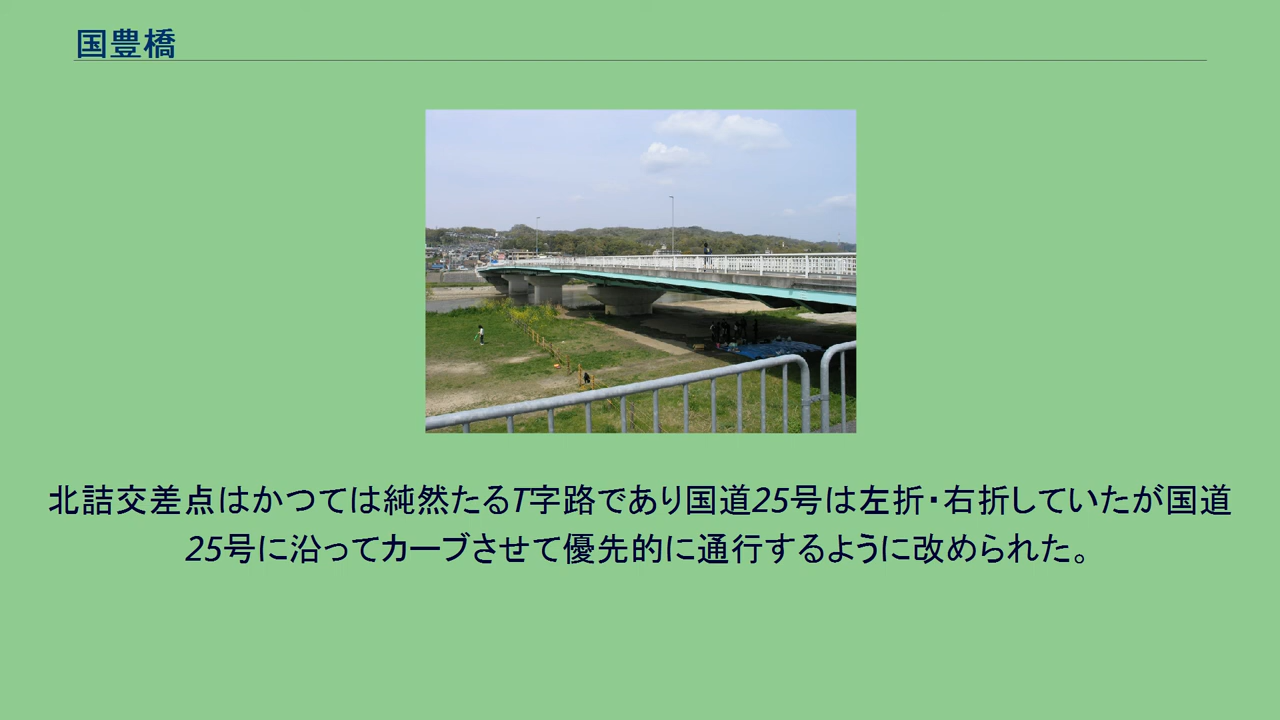 国豊橋
北詰交差点はかつては純然たるT字路であり国道25号は左折・右折していたが国道
25号に沿ってカーブさせて優先的に通行するように改められた。